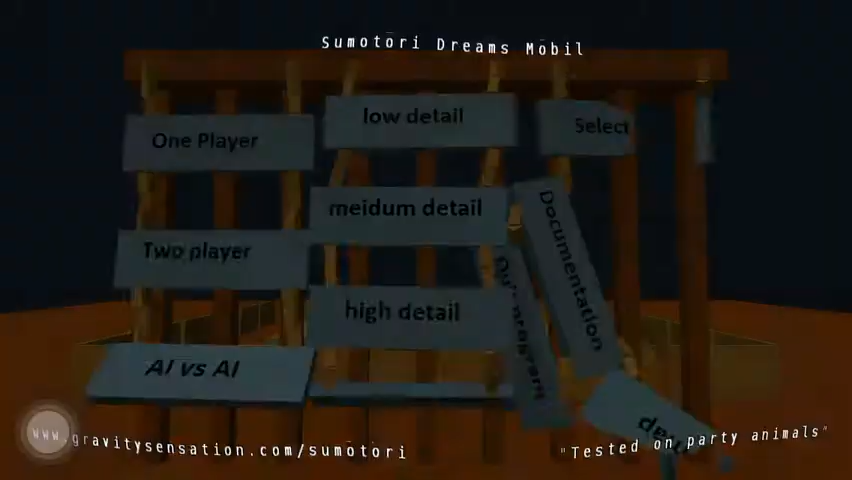 Sumotori Dreams Mobil
One Player
low detail
Select
meidum detail
Documentation
Two player
high detail
AI vs AI
www.gravitysensation.com/sumotori
"Tested on party animals"